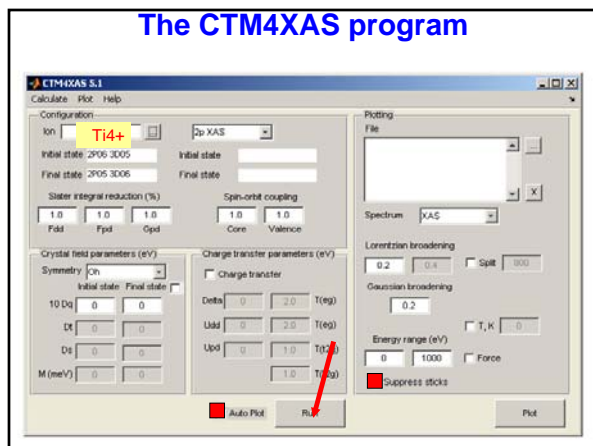 The CTM4XAS program
CTM4XAS 5.1
Calculate Plot Help
Configuration
Ion Ti4+ 2p XAS
Initial state 2P06 3D05 Initial state
Final state 2P05 3D06 Final state
Slater integral reduction (%) Spin-orbit coupling
1.0 1.0 1.0 1.0 1.0
Fdd Fpd Gpd Core Valence
Crystal field parameters (eV)
Symmetry Oh
Initial state Final state
10 Dq 0 0
Dt 0 0
Ds 0 0
M (meV) 0 0
Charge transfer parameters (eV)
Charge transfer
Delta 0 2.0 T(eg)
Udd 0 2.0 T(eg)
Upd 0 1.0
1.0
Auto Plot
Plotting
File
...
X
Spectrum XAS
Lorentzian broadening
0.2 0.4 Split 000
Gaussian broadening
0.2
T, K 0
Energy range (eV)
0 1000 Force
Suppress sticks
Plot